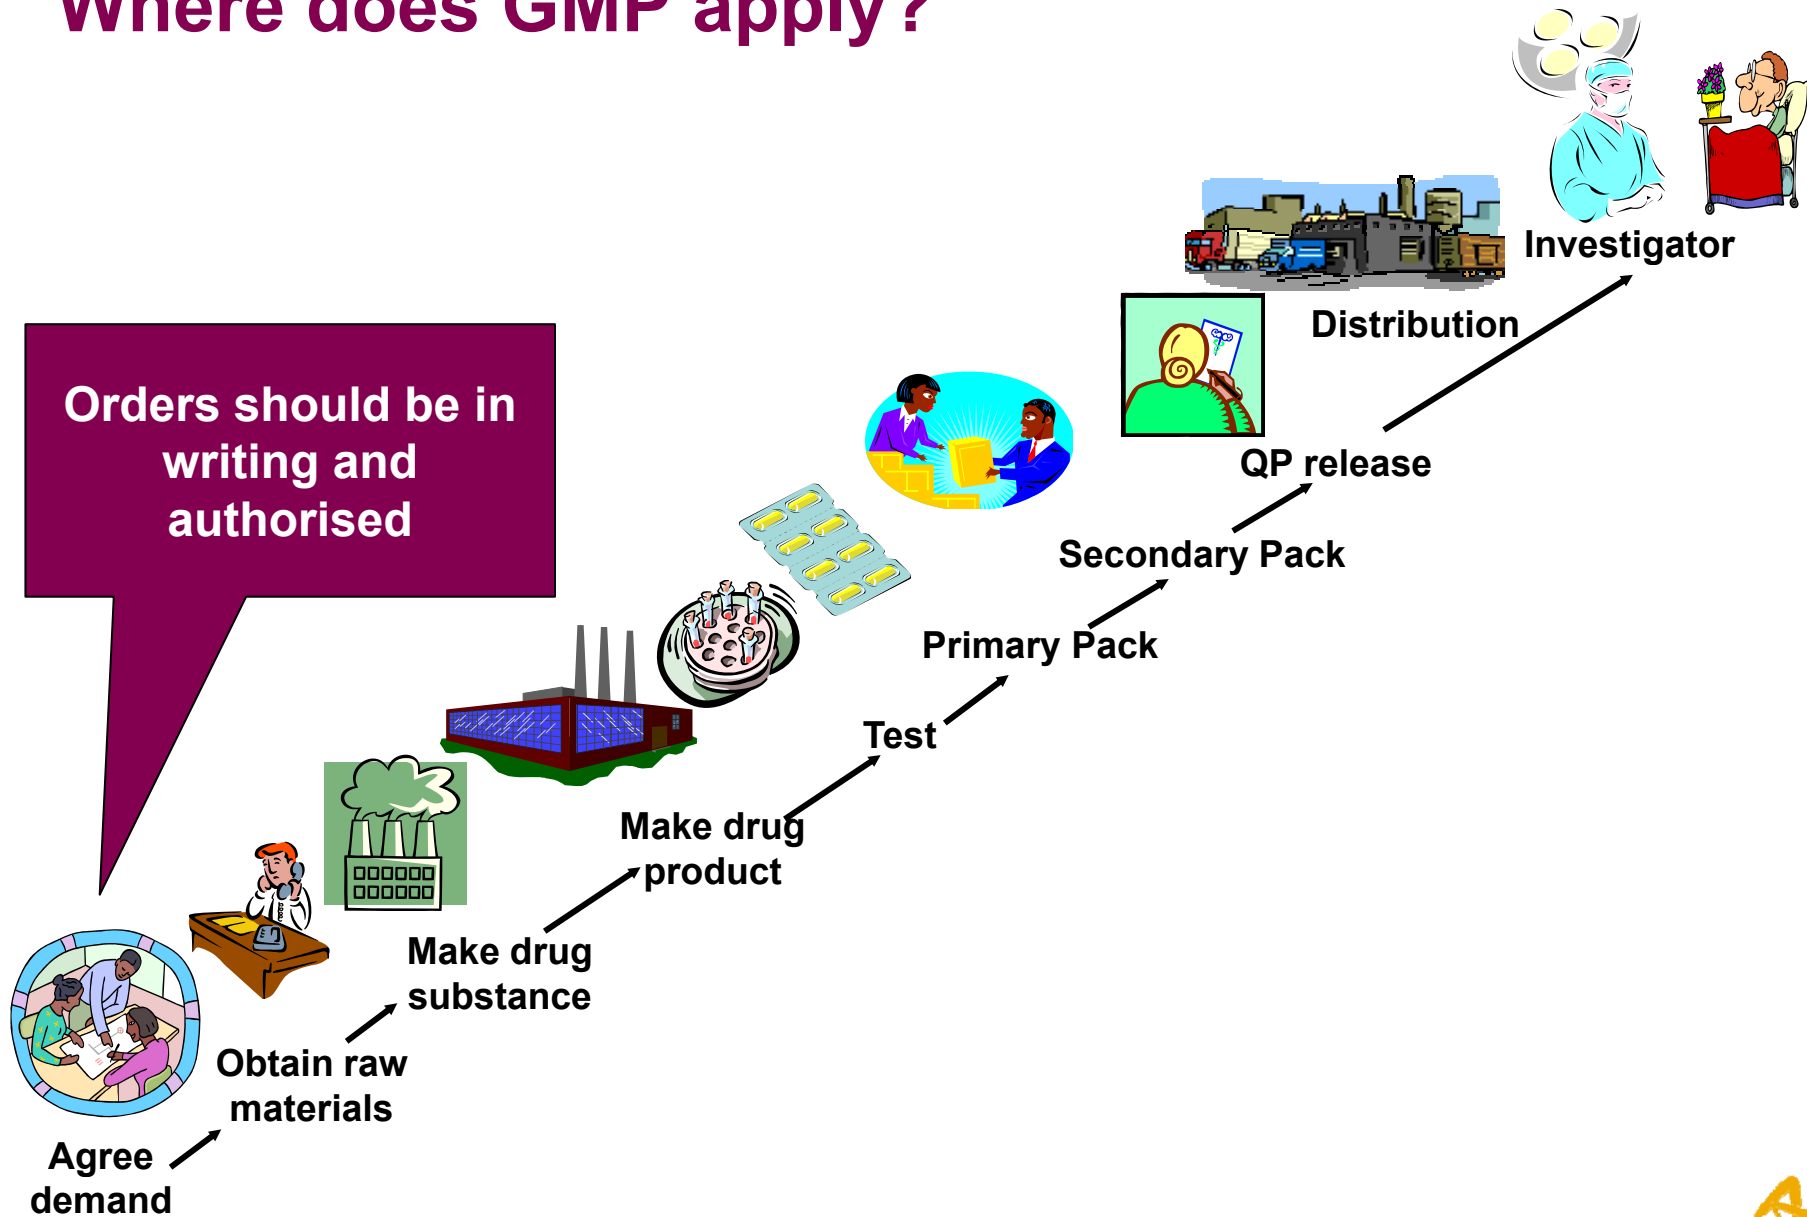 Where does GMP apply?
Investigator
Distribution
Orders should be in
writing and
authorised
QP release
Secondary Pack
Primary Pack
Test
Make drug
product
Make drug
substance
Obtain raw
materials
Agree
demand